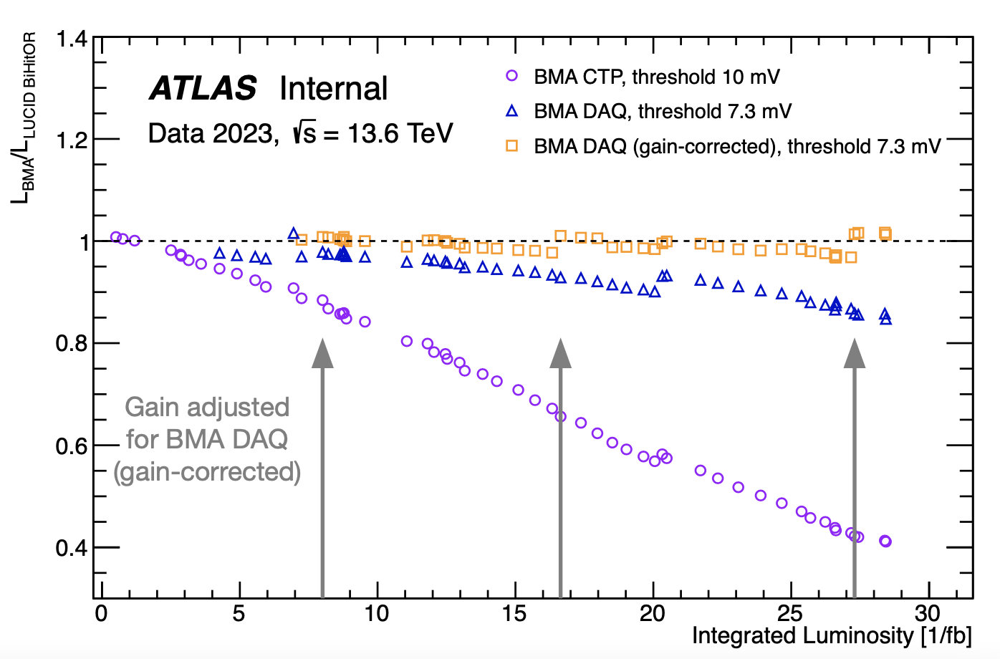 L_BMA/L_LUCID BiHitOR
1.4
1.2
1
0.8
0.6
0.4
ATLAS Internal
Data 2023, √s = 13.6 TeV
BMA CTP, threshold 10 mV
BMA DAQ, threshold 7.3 mV
BMA DAQ (gain-corrected), threshold 7.3 mV
Gain adjusted
for BMA DAQ
(gain-corrected)
0 5 10 15 20 25 30
Integrated Luminosity [1/fb]